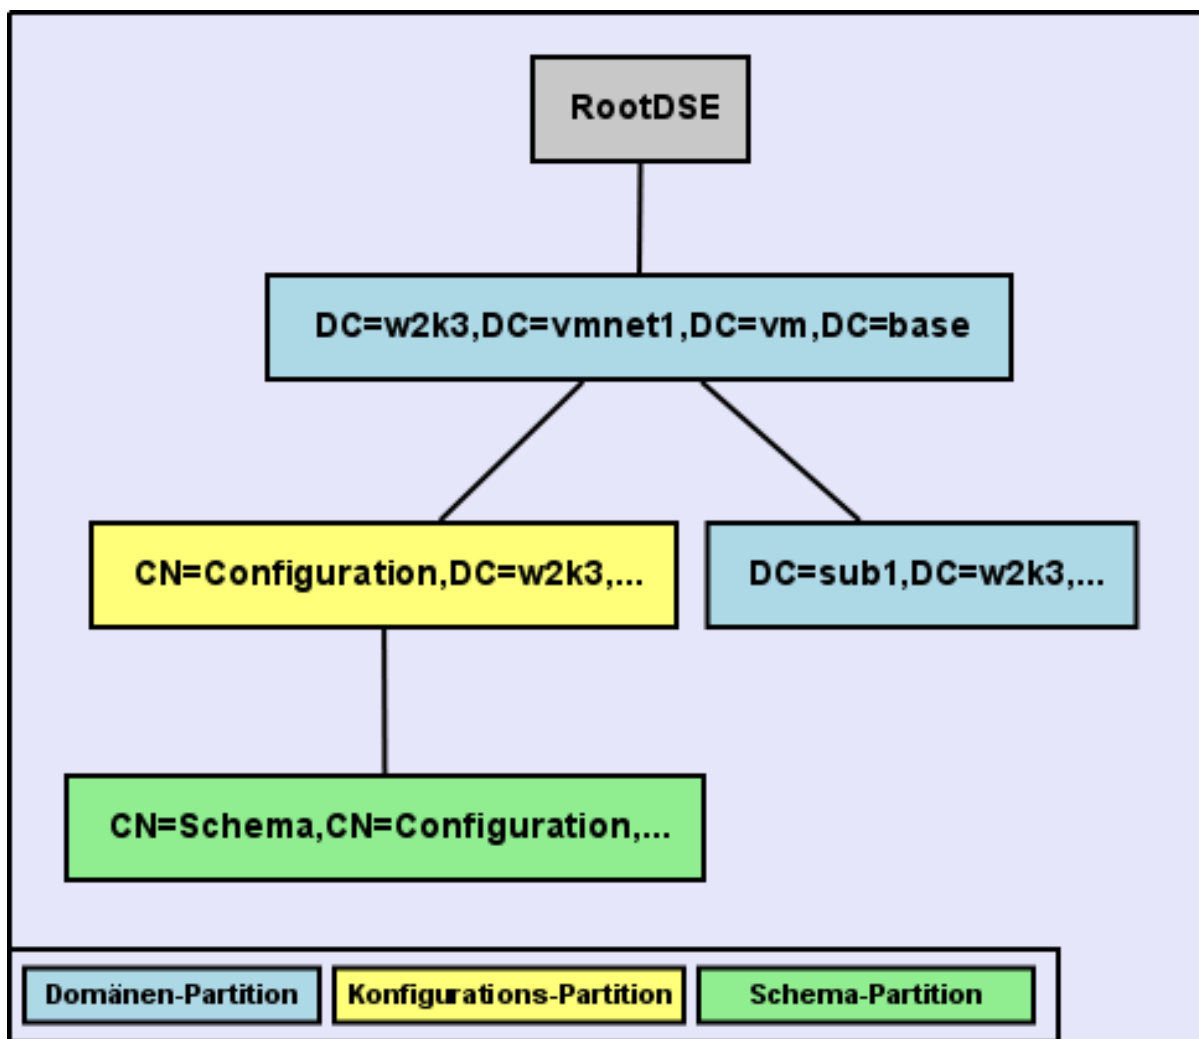 RootDSE
DC=w2k3,DC=vmnet1,DC=vm,DC=base
CN=Configuration,DC=w2k3,...
DC=sub1,DC=w2k3,...
CN=Schema,CN=Configuration,...
Domänen-Partition
Konfigurations-Partition
Schema-Partition